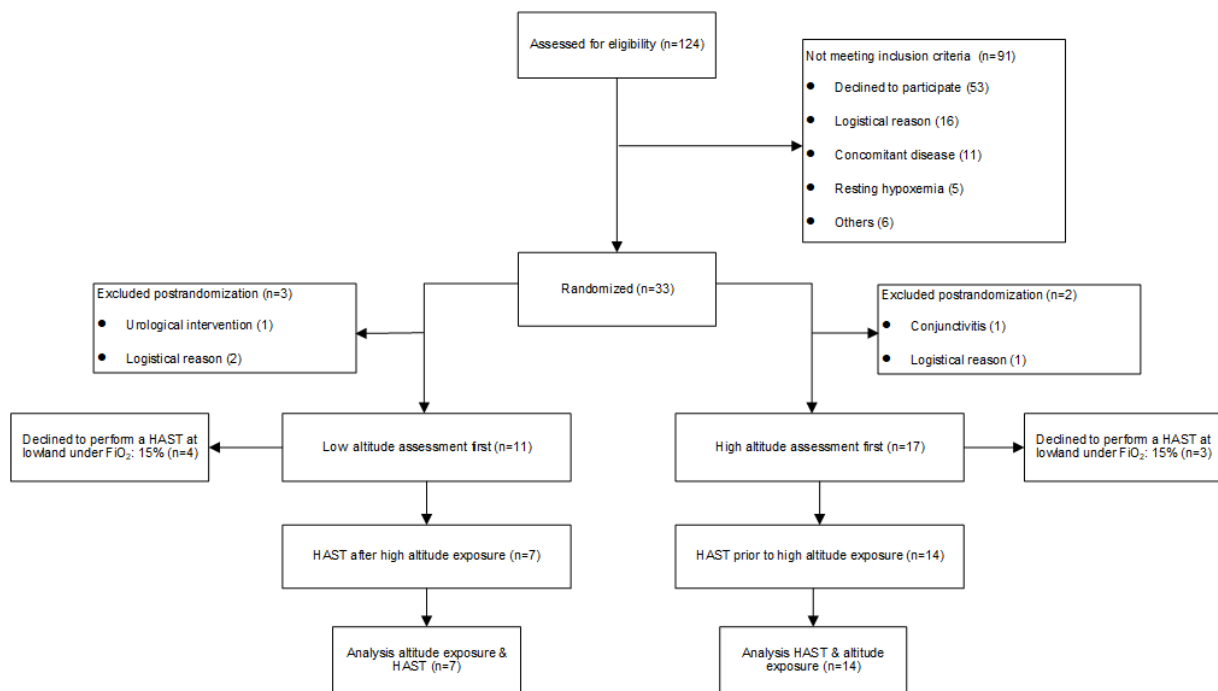 Assessed for eligibility (n=124)
Not meeting inclusion criteria (n=91)
● Declined to participate (53)
● Logistical reason (16)
● Concomitant disease (11)
● Resting hypoxemia (5)
● Others (6)
Randomized (n=33)
Excluded postrandomization (n=3)
● Urological intervention (1)
● Logistical reason (2)
Excluded postrandomization (n=2)
● Conjunctivitis (1)
● Logistical reason (1)
Declined to perform a HAST at
lowland under FiO₂: 15% (n=4)
Low altitude assessment first (n=11)
High altitude assessment first (n=17)
Declined to perform a HAST at
lowland under FiO₂: 15% (n=3)
HAST after high altitude exposure (n=7)
HAST prior to high altitude exposure (n=14)
Analysis altitude exposure &
HAST (n=7)
Analysis HAST & altitude
exposure (n=14)